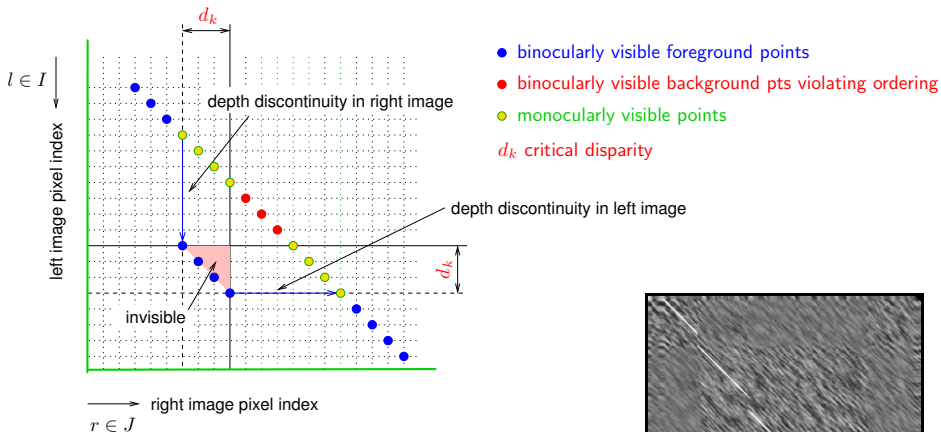 d_k
l ∈ I
left image pixel index
depth discontinuity in right image
binocularly visible foreground points
binocularly visible background pts violating ordering
monocularly visible points
d_k critical disparity
depth discontinuity in left image
d_k
invisible
right image pixel index
r ∈ J